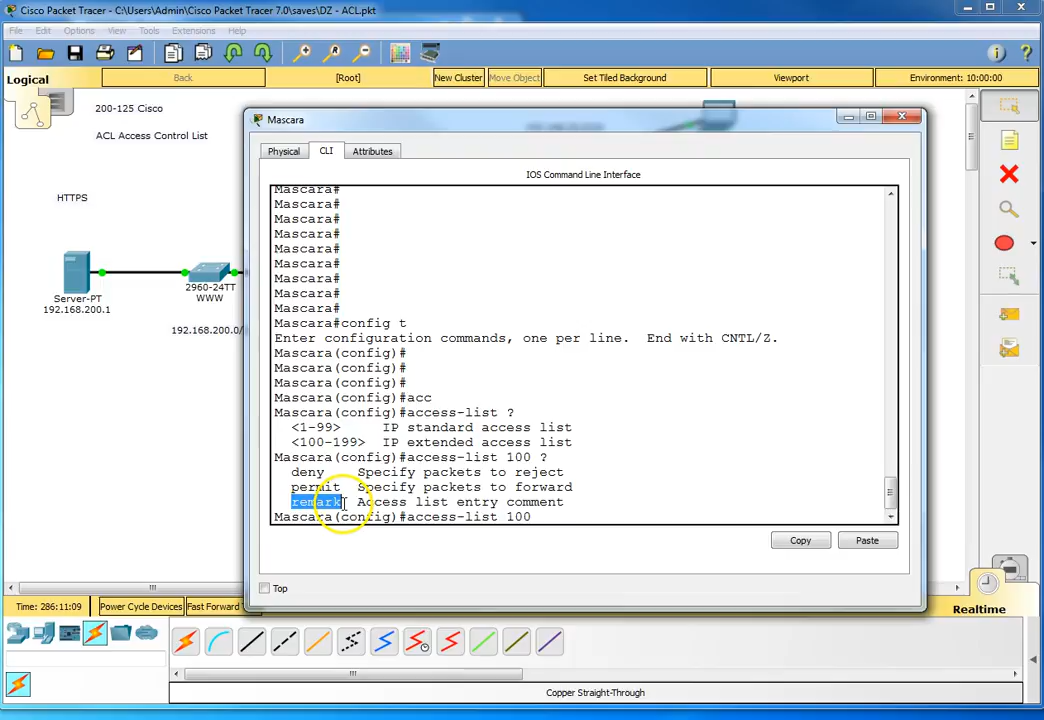 Cisco Packet Tracer - C:\Users\Admin\Cisco Packet Tracer 7.0\saves\DZ - ACL.pkt
File Edit Options View Tools Extensions Help
Logical
Back
[Root]
New Cluster
Move Object
Set Tiled Background
Viewport
Environment: 10:00:00
200-125 Cisco
ACL Access Control List
HTTPS
Server-PT
192.168.200.1
2960-24TT
WWW
192.168.200.0/
Mascara
Physical
CLI
Attributes
IOS Command Line Interface
Mascara#
Mascara#
Mascara#
Mascara#
Mascara#
Mascara#
Mascara#
Mascara#
Mascara#
Mascara#config t
Enter configuration commands, one per line. End with CNTL/Z.
Mascara(config)#
Mascara(config)#
Mascara(config)#
Mascara(config)#acc
Mascara(config)#access-list ?
<1-99> IP standard access list
<100-199> IP extended access list
Mascara(config)#access-list 100 ?
deny Specify packets to reject
permit Specify packets to forward
remark Access list entry comment
Mascara(config)#access-list 100
Copy
Paste
Top
Time: 286:11:09
Power Cycle Devices
Fast Forward
Realtime
Copper Straight-Through